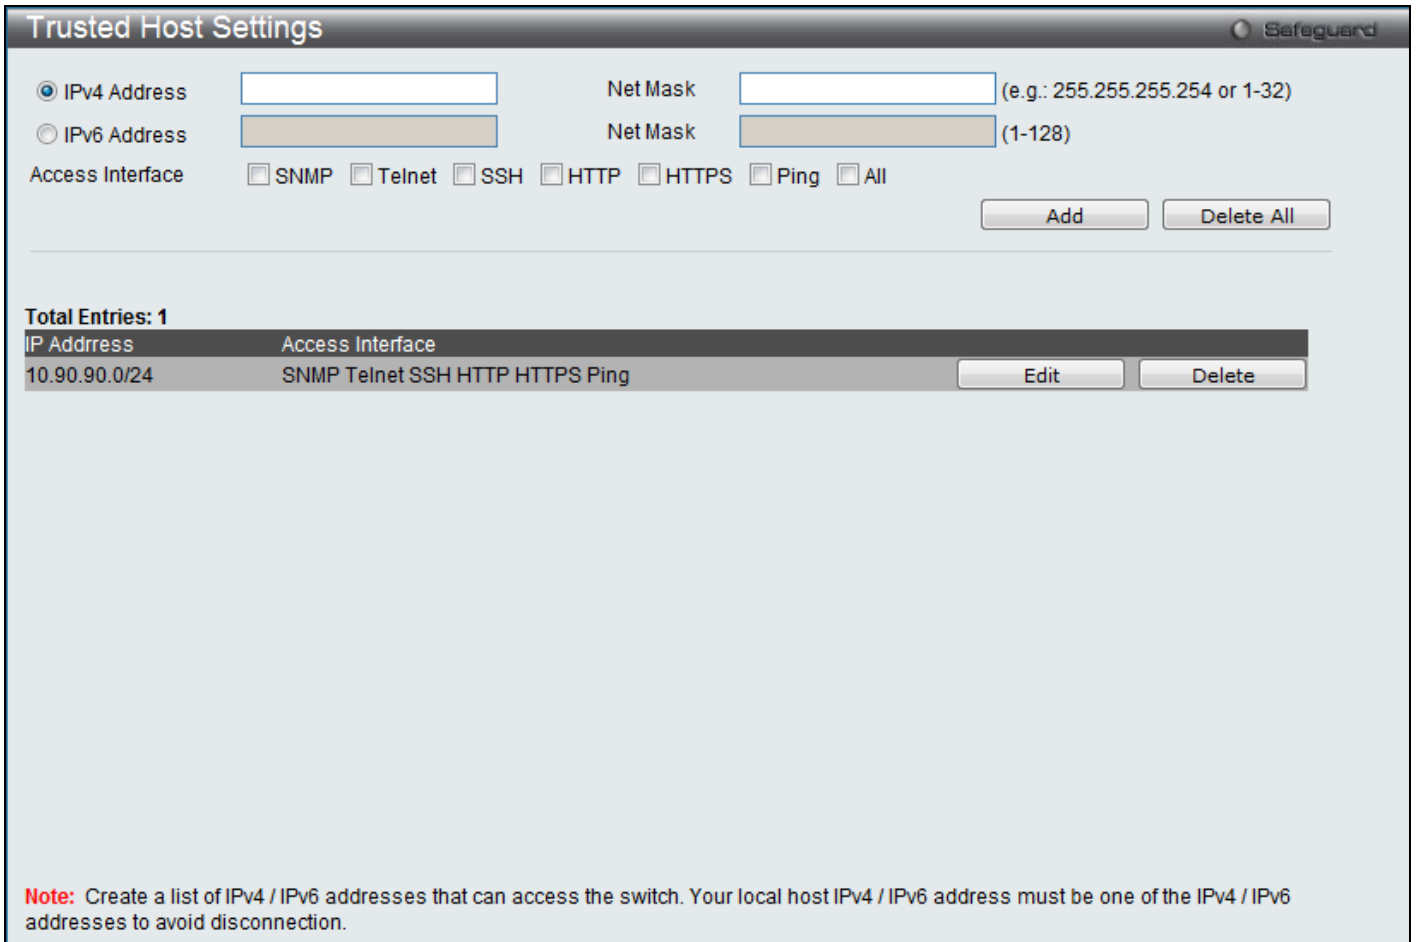 Trusted Host Settings
Safeguard
IPv4 Address Net Mask (e.g.: 255.255.255.254 or 1-32)
IPv6 Address Net Mask (1-128)
Access Interface SNMP Telnet SSH HTTP HTTPS Ping All
Add Delete All
Total Entries: 1
IP Addrress Access Interface
10.90.90.0/24 SNMP Telnet SSH HTTP HTTPS Ping Edit Delete
Note: Create a list of IPv4 / IPv6 addresses that can access the switch. Your local host IPv4 / IPv6 address must be one of the IPv4 / IPv6
addresses to avoid disconnection.